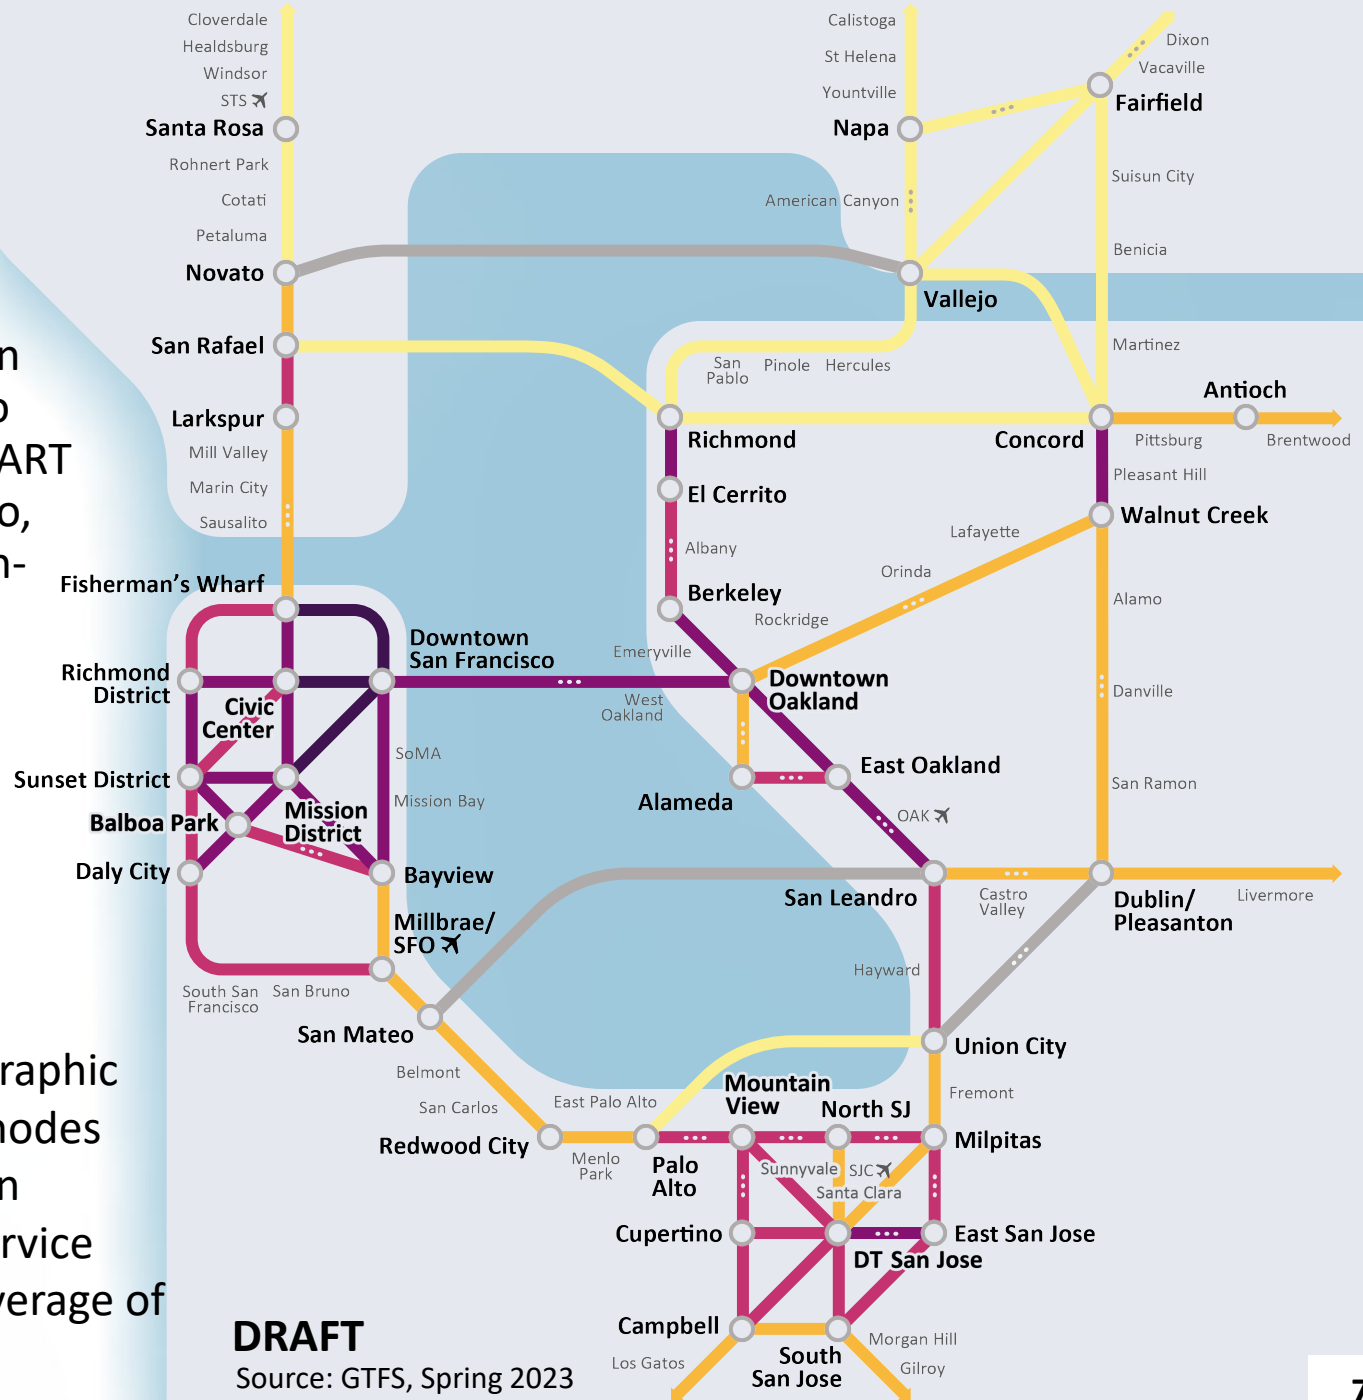 Cloverdale
Healdsburg
Windsor
STS
Santa Rosa
Rohnert Park
Cotati
Petaluma
Novato
San Rafael
Larkspur
Mill Valley
Marin City
Sausalito
Fisherman's Wharf
Calistoga
St Helena
Yountville
Napa
American Canyon
Vallejo
Dixon
Vacaville
Fairfield
Suisun City
Benicia
Martinez
San
Pablo
Pinole
Hercules
Antioch
Richmond
Concord
Pittsburg
Brentwood
Pleasant Hill
El Cerrito
Walnut Creek
Lafayette
Albany
Orinda
Berkeley
Rockridge
Alamo
Emeryville
Downtown
San Francisco
Richmond
District
Civic
Center
West
Oakland
Downtown
Oakland
Danville
SoMA
Sunset District
East Oakland
San Ramon
Mission Bay
Mission
District
Balboa Park
Alameda
OAK
Daly City
Bayview
San Leandro
Castro
Valley
Dublin/
Pleasanton
Livermore
Millbrae/
SFO
Hayward
South San
Francisco
San Bruno
San Mateo
Union City
Belmont
San Carlos
East Palo Alto
Mountain
View
North SJ
Fremont
Redwood City
Milpitas
Menlo
Park
Palo
Alto
Sunnyvale
SJC
Santa Clara
Cupertino
East San Jose
DT San Jose
Campbell
South
San Jose
Morgan Hill
Gilroy
Los Gatos
n
o
ART
o,
n-
raphic
nodes
n
rvice
verage of
DRAFT
Source: GTFS, Spring 2023